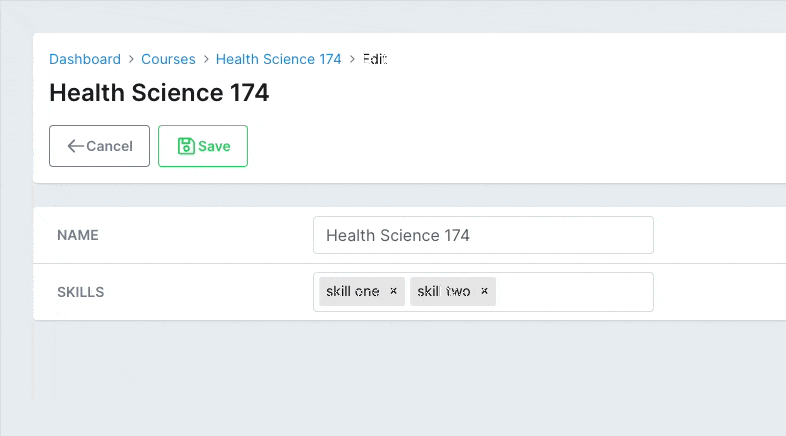 Dashboard > Courses > Health Science 174 > Edit
Health Science 174
Cancel Save
NAME Health Science 174
SKILLS skill one × skill two ×